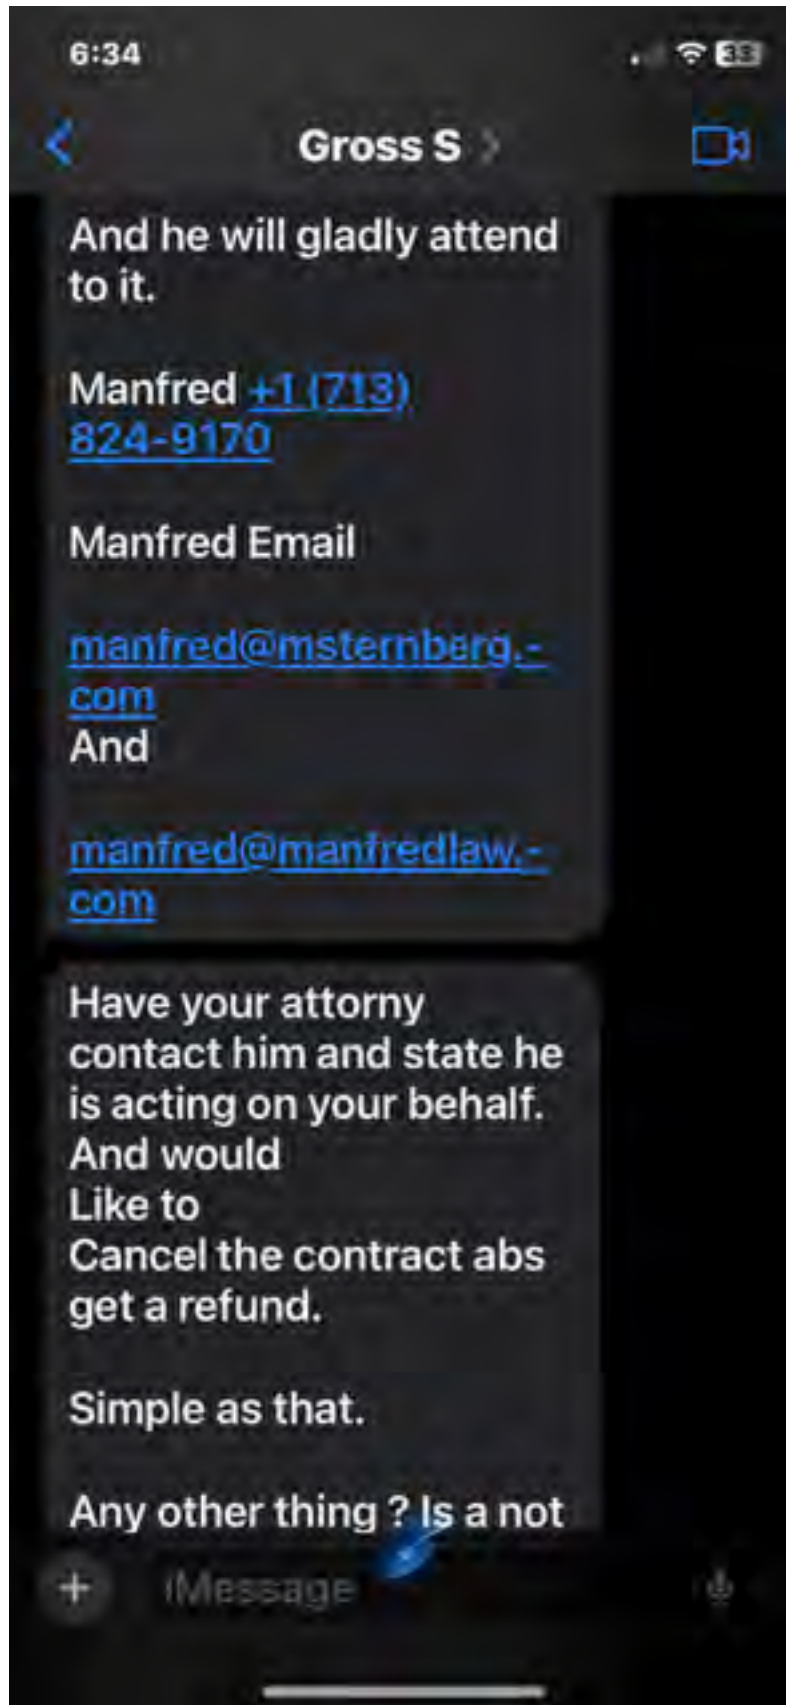 6:34
33
Gross S
And he will gladly attend
to it.
Manfred +1 (713)
824-9170
Manfred Email
manfred@msternberg.-
com
And
manfred@manfredlaw.-
com
Have your attorny
contact him and state he
is acting on your behalf.
And would
Like to
Cancel the contract abs
get a refund.
Simple as that.
Any other thing ? Is a not
iMessage